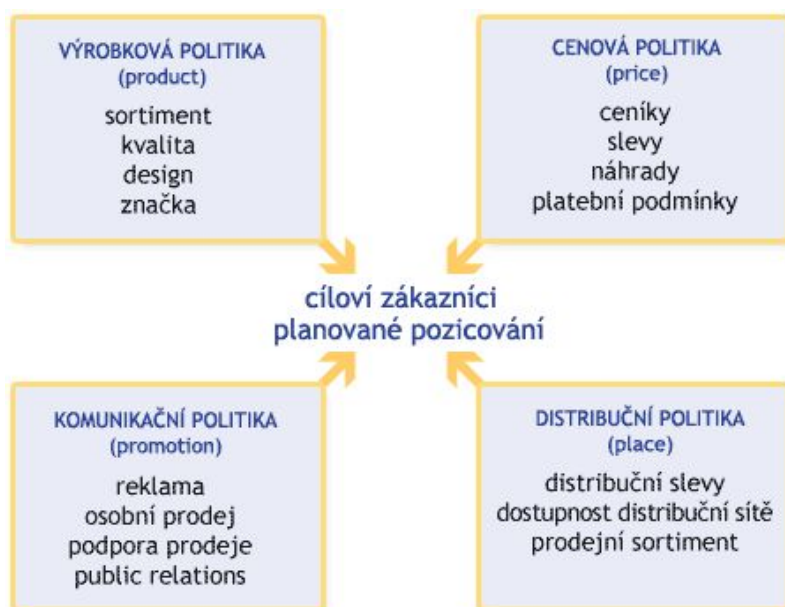 VÝROBKOVÁ POLITIKA
(product)
sortiment
kvalita
design
značka
CENOVÁ POLITIKA
(price)
ceníky
slevy
náhrady
platební podmínky
cíloví zákazníci
planované pozicování
KOMUNIKAČNÍ POLITIKA
(promotion)
reklama
osobní prodej
podpora prodeje
public relations
DISTRIBUČNÍ POLITIKA
(place)
distribuční slevy
dostupnost distribuční sítě
prodejní sortiment